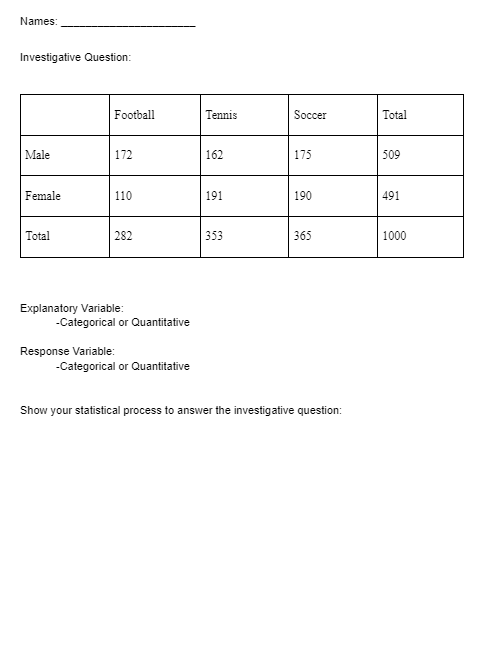 Names: ______________________
Investigative Question:
Football Tennis Soccer Total
Male 172 162 175 509
Female 110 191 190 491
Total 282 353 365 1000
Explanatory Variable:
-Categorical or Quantitative
Response Variable:
-Categorical or Quantitative
Show your statistical process to answer the investigative question: